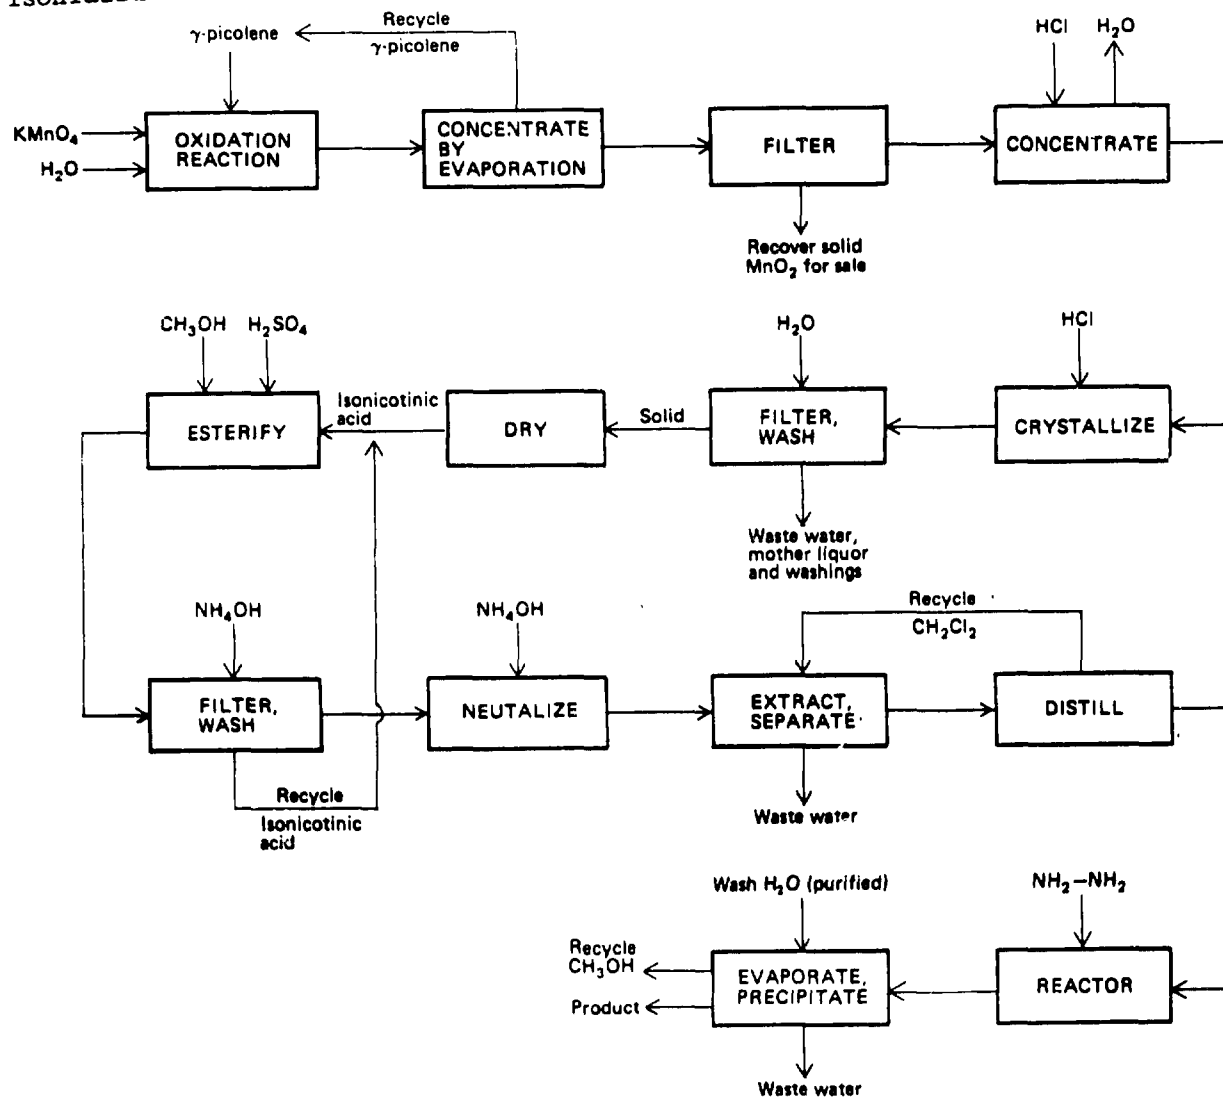 γ-picolene
Recycle
γ-picolene
HCl H₂O
KMnO₄
H₂O
OXIDATION
REACTION
CONCENTRATE
BY
EVAPORATION
FILTER
CONCENTRATE
Recover solid
MnO₂ for sale
CH₃OH H₂SO₄
H₂O
HCl
ESTERIFY
Isonicotinic
acid
DRY
Solid
FILTER,
WASH
CRYSTALLIZE
Waste water,
mother liquor
and washings
NH₄OH
NH₄OH
Recycle
CH₂Cl₂
FILTER,
WASH
NEUTALIZE
EXTRACT,
SEPARATE
DISTILL
Recycle
Isonicotinic
acid
Waste water
Wash H₂O (purified)
NH₂–NH₂
Recycle
CH₃OH
Product
EVAPORATE,
PRECIPITATE
REACTOR
Waste water